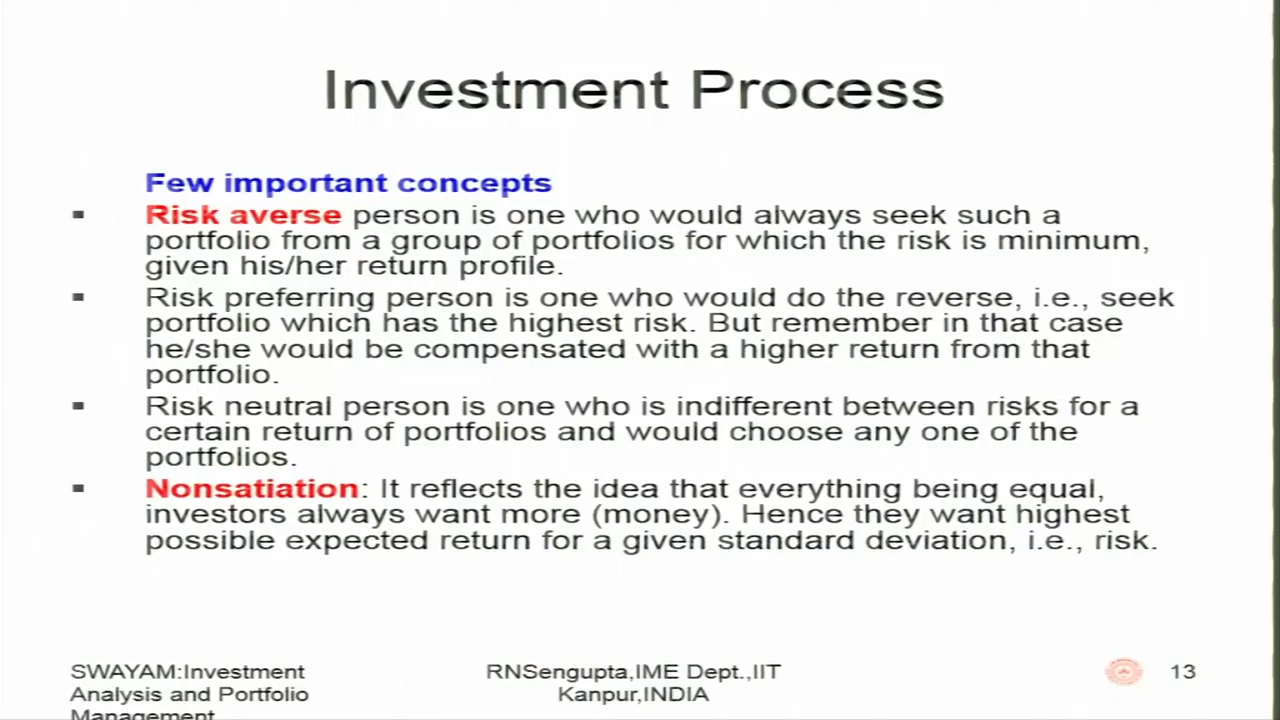 Investment Process
Few important concepts
▪ Risk averse person is one who would always seek such a
portfolio from a group of portfolios for which the risk is minimum,
given his/her return profile.
▪ Risk preferring person is one who would do the reverse, i.e., seek
portfolio which has the highest risk. But remember in that case
he/she would be compensated with a higher return from that
portfolio.
▪ Risk neutral person is one who is indifferent between risks for a
certain return of portfolios and would choose any one of the
portfolios.
▪ Nonsatiation: It reflects the idea that everything being equal,
investors always want more (money). Hence they want highest
possible expected return for a given standard deviation, i.e., risk.
SWAYAM:Investment
Analysis and Portfolio
Management
RNSengupta,IME Dept.,IIT
Kanpur,INDIA
13